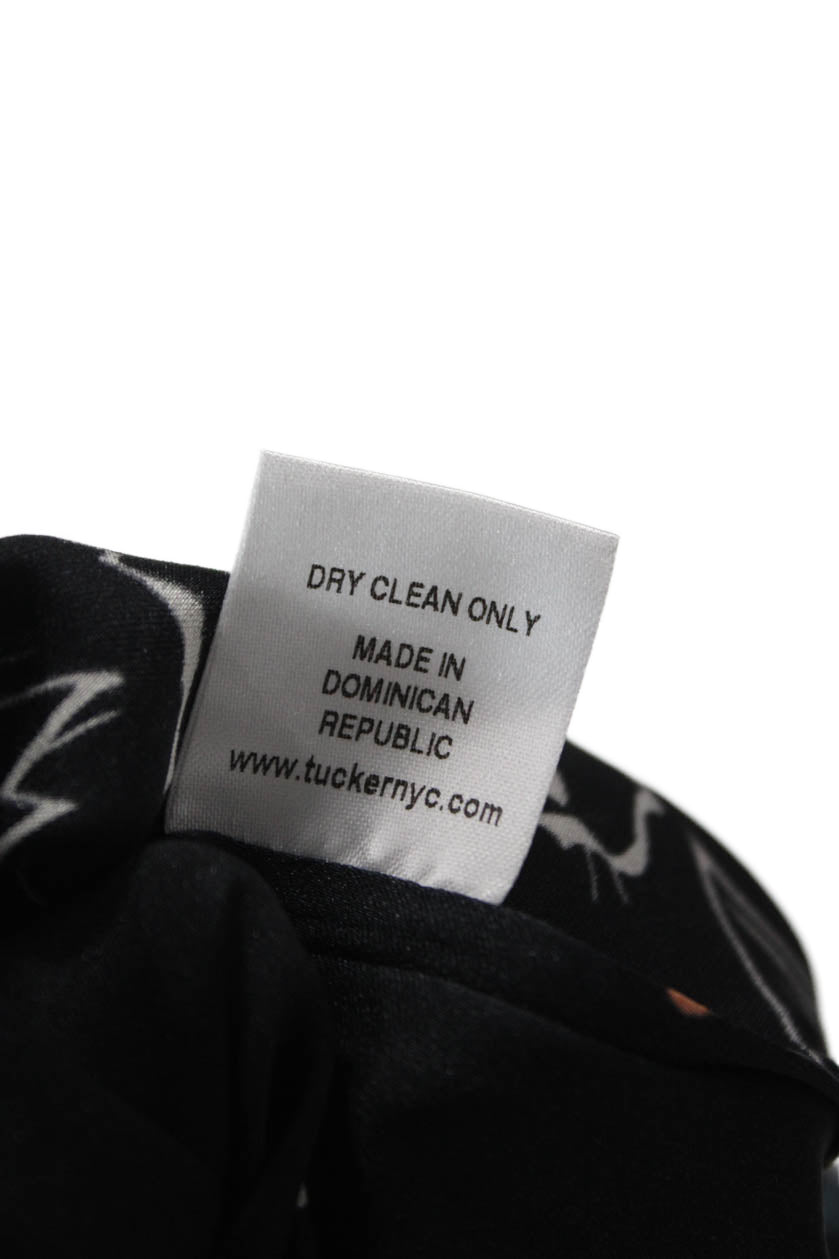 DRY CLEAN ONLY
MADE IN
DOMINICAN
REPUBLIC
www.tuckernyc.com